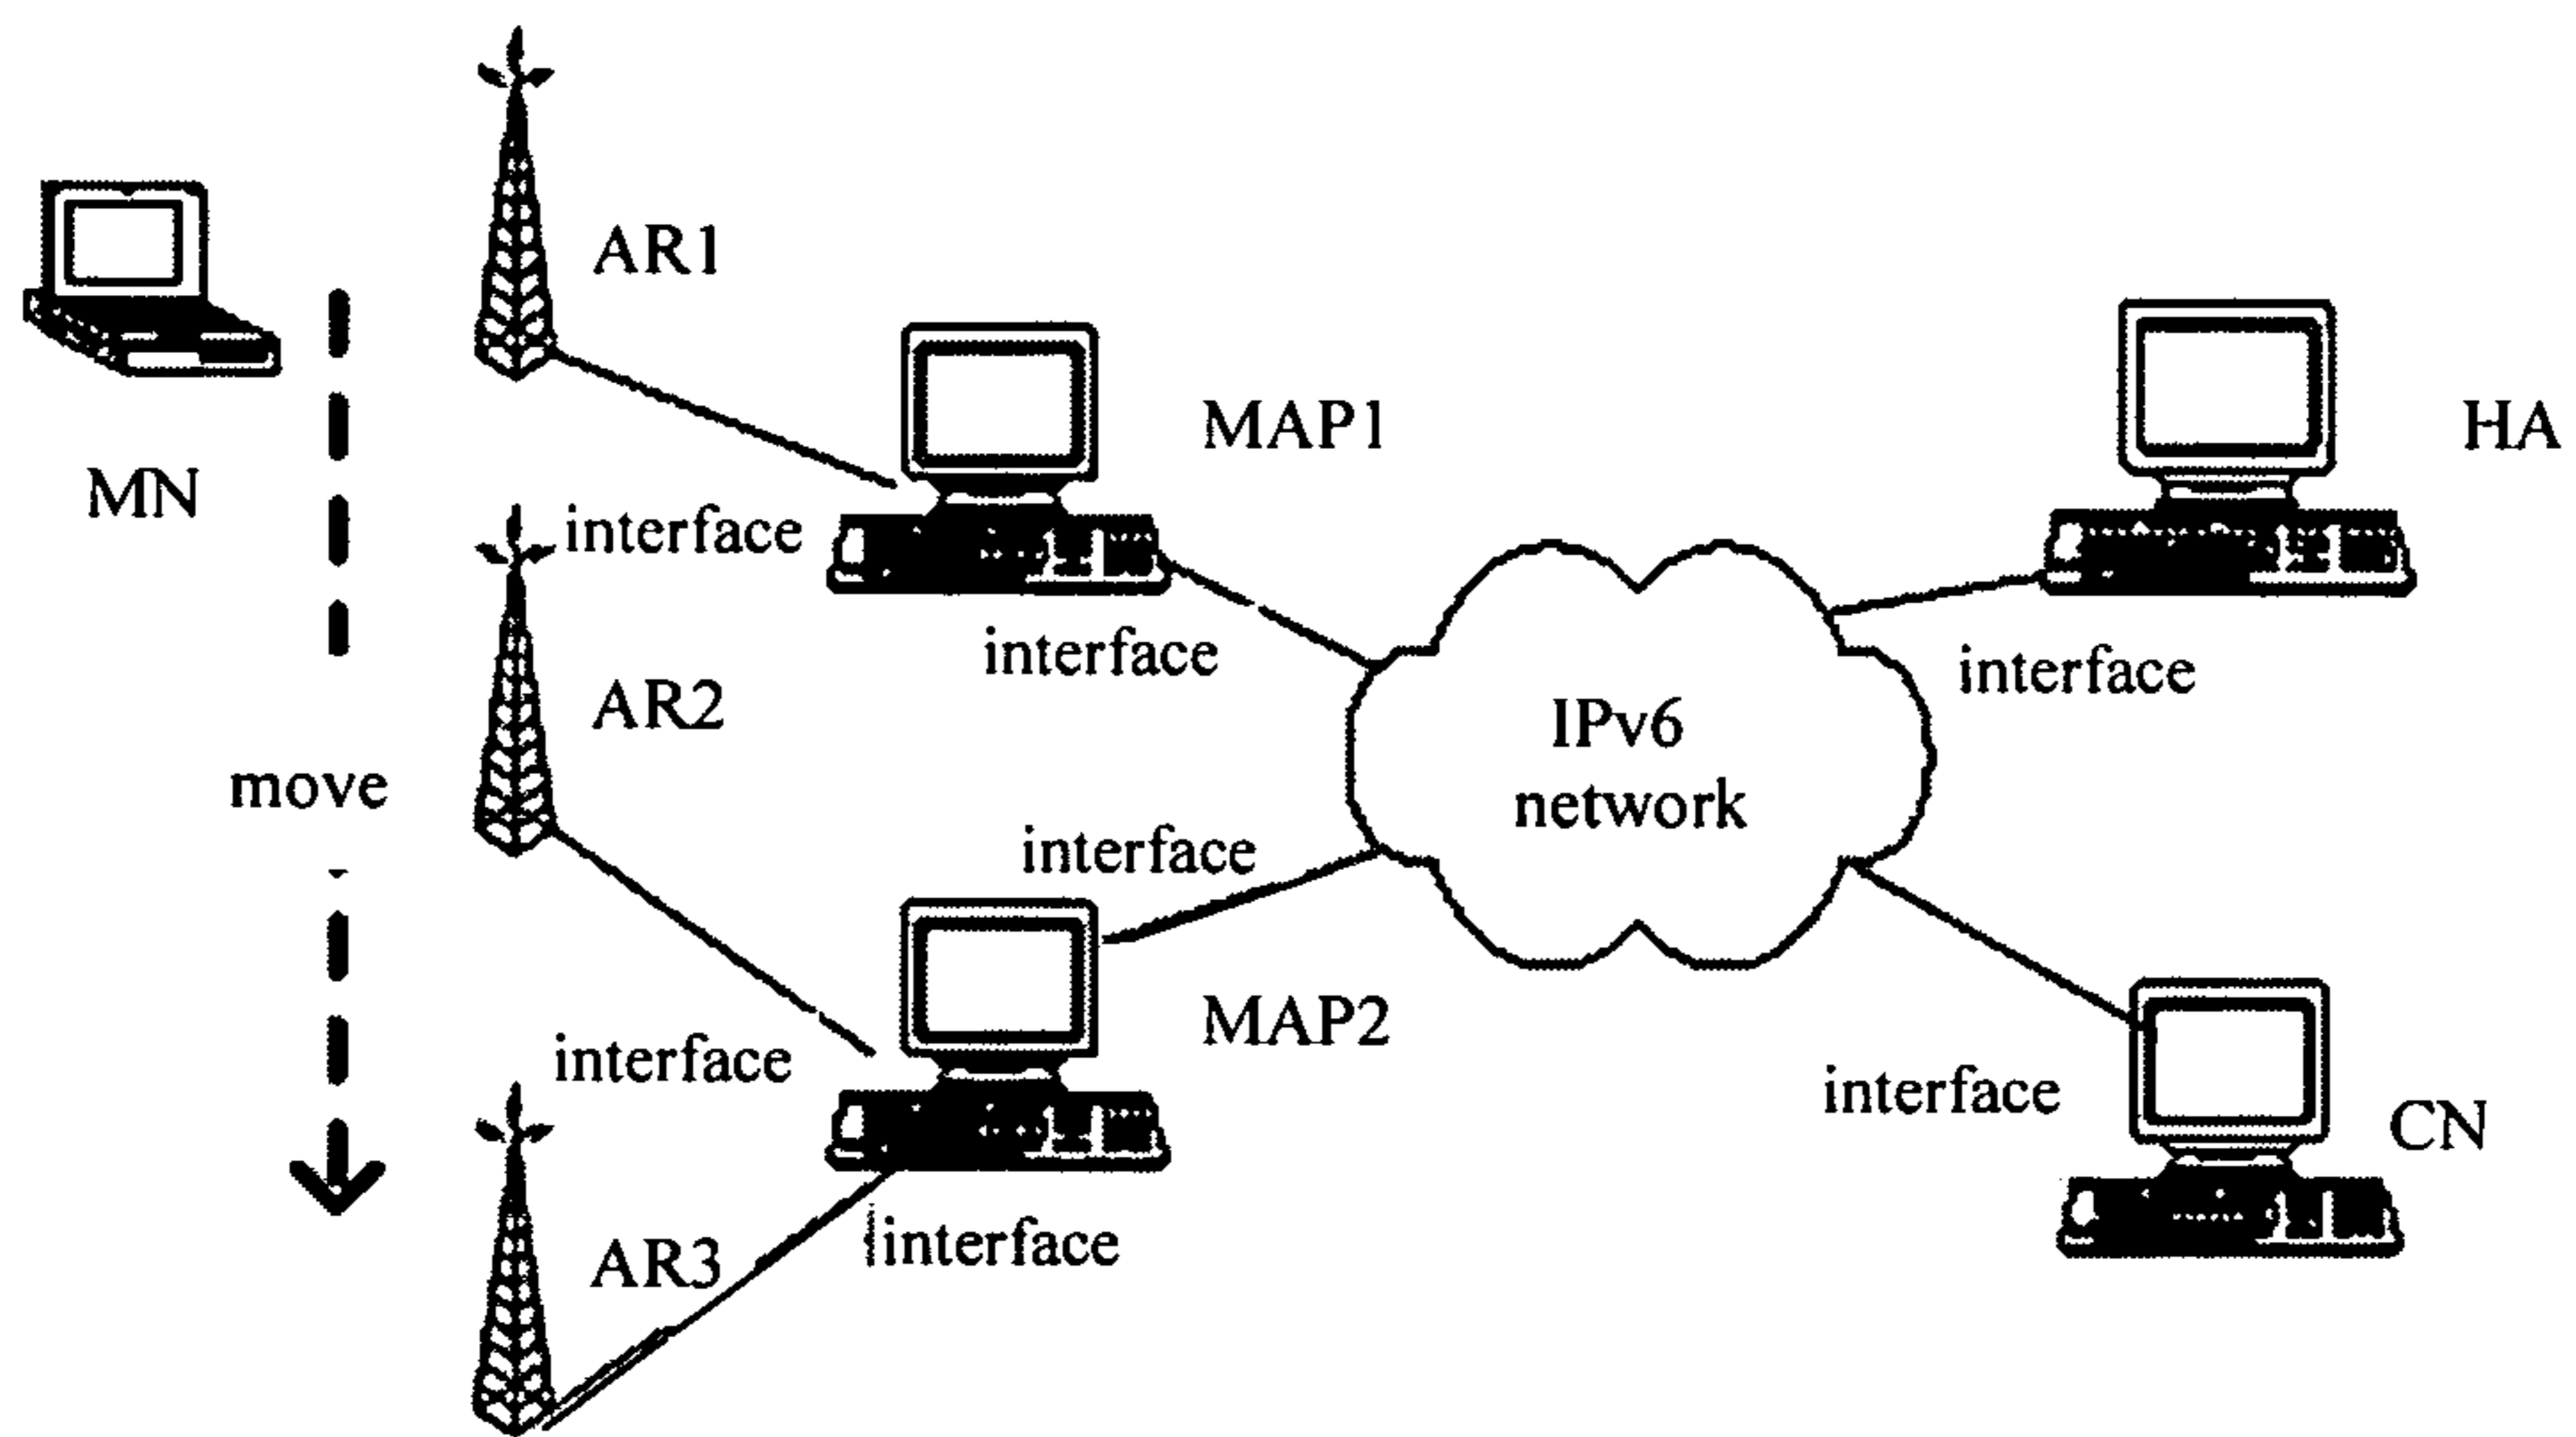 AR1
MAP1
HA
MN
interface
interface
interface
AR2
IPv6
network
move
interface
MAP2
interface
interface
CN
AR3
interface